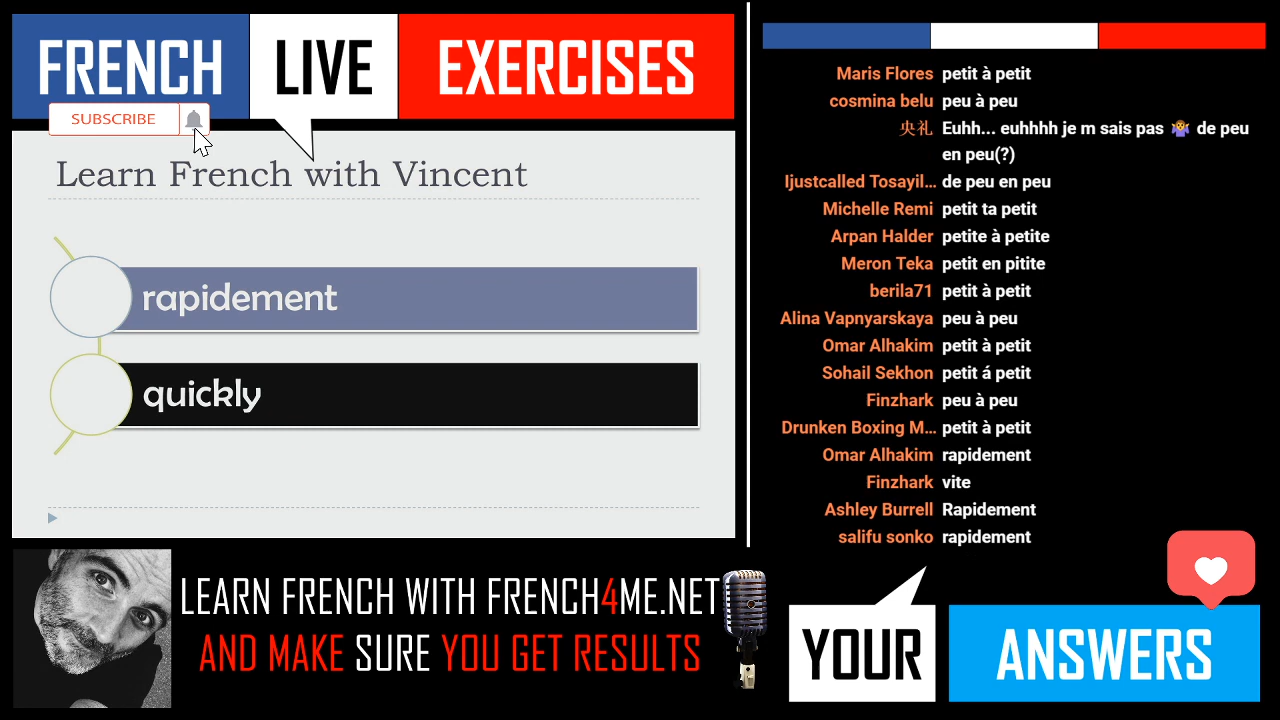 FRENCH LIVE EXERCISES
SUBSCRIBE
Learn French with Vincent
rapidement
quickly
LEARN FRENCH WITH FRENCH4ME.NET
AND MAKE SURE YOU GET RESULTS
Maris Flores petit à petit
cosmina belu peu à peu
央礼 Euhh... euhhhh je m sais pas 🤷‍♀️ de peu
en peu(?)
Ijustcalled Tosayil... de peu en peu
Michelle Remi petit ta petit
Arpan Halder petite à petite
Meron Teka petit en pitite
berila71 petit à petit
Alina Vapnyarskaya peu à peu
Omar Alhakim petit à petit
Sohail Sekhon petit á petit
Finzhark peu à peu
Drunken Boxing M... petit à petit
Omar Alhakim rapidement
Finzhark vite
Ashley Burrell Rapidement
salifu sonko rapidement
YOUR ANSWERS